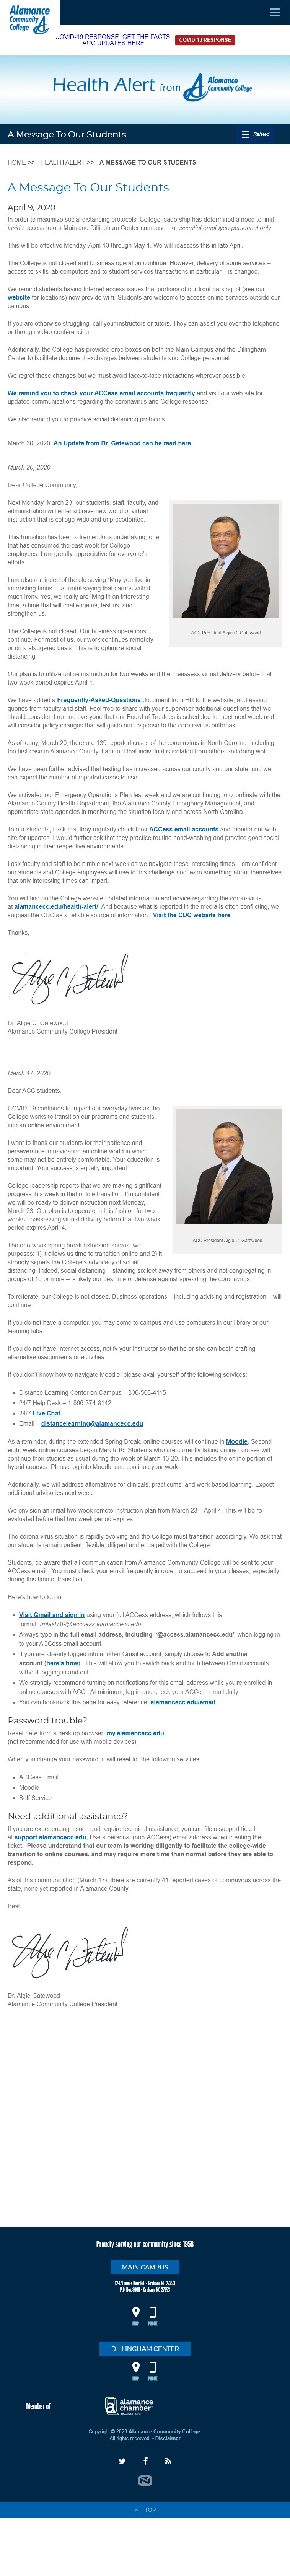 Alamance
Community
College
COVID-19 RESPONSE: GET THE FACTS
ACC UPDATES HERE
COVID-19 RESPONSE
Health Alert from Alamance
Community College
A Message To Our Students
Related
HOME >> HEALTH ALERT >> A MESSAGE TO OUR STUDENTS
A Message To Our Students
April 9, 2020
In order to maximize social distancing protocols, College leadership has determined a need to limit
inside access to our Main and Dillingham Center campuses to essential employee personnel only.
This will be effective Monday, April 13 through May 1. We will reassess this in late April.
The College is not closed and business operation continue. However, delivery of some services –
access to skills lab computers and to student services transactions in particular – is changed.
We remind students having Internet access issues that portions of our front parking lot (see our
website for locations) now provide wifi. Students are welcome to access online services outside our
campus.
If you are otherwise struggling, call your instructors or tutors. They can assist you over the telephone
or through video-conferencing.
Additionally, the College has provided drop boxes on both the Main Campus and the Dillingham
Center to facilitate document exchanges between students and College personnel.
We regret these changes but we must avoid face-to-face interactions wherever possible.
We remind you to check your ACCess email accounts frequently and visit our web site for
updated communications regarding the coronavirus and College response.
We also remind you to practice social distancing protocols.
March 30, 2020: An Update from Dr. Gatewood can be read here.
March 20, 2020
Dear College Community,
Next Monday, March 23, our students, staff, faculty, and
administration will enter a brave new world of virtual
instruction that is college-wide and unprecedented.
This transition has been a tremendous undertaking, one
that has consumed the past week for College
employees. I am greatly appreciative for everyone's
efforts.
I am also reminded of the old saying "May you live in
interesting times" – a rueful saying that carries with it
much irony. Yes, we really are living in an interesting
time, a time that will challenge us, test us, and
strengthen us.
ACC President Algie C. Gatewood
The College is not closed. Our business operations
continue. For most of us, our work continues remotely
or on a staggered basis. This is to optimize social
distancing.
Our plan is to utilize online instruction for two weeks and then reassess virtual delivery before that
two-week period expires April 4.
We have added a Frequently-Asked-Questions document from HR to the website, addressing
questions from faculty and staff. Feel free to share with your supervisor additional questions that we
should consider. I remind everyone that our Board of Trustees is scheduled to meet next week and
will consider policy changes that will guide our response to the coronavirus outbreak.
As of today, March 20, there are 139 reported cases of the coronavirus in North Carolina, including the
first case in Alamance County. I am told that individual is isolated from others and doing well.
We have been further advised that testing has increased across our county and our state, and we
can expect the number of reported cases to rise.
We activated our Emergency Operations Plan last week and we are continuing to coordinate with the
Alamance County Health Department, the Alamance County Emergency Management, and
appropriate state agencies in monitoring the situation locally and across North Carolina.
To our students, I ask that they regularly check their ACCess email accounts and monitor our web
site for updates. I would further ask that they practice routine hand-washing and practice good social
distancing in their respective environments.
I ask faculty and staff to be nimble next week as we navigate these interesting times. I am confident
our students and College employees will rise to this challenge and learn something about themselves
that only interesting times can impart.
You will find on the College website updated information and advice regarding the coronavirus
at alamancecc.edu/health-alert/. And because what is reported in the media is often conflicting, we
suggest the CDC as a reliable source of information. Visit the CDC website here.
Thanks,
Dr. Algie C. Gatewood
Alamance Community College President
March 17, 2020
Dear ACC students,
COVID-19 continues to impact our everyday lives as the
College works to transition our programs and students
into an online environment.
I want to thank our students for their patience and
perseverance in navigating an online world in which
some may not be entirely comfortable. Your education is
important. Your success is equally important.
College leadership reports that we are making significant
progress this week in that online transition. I'm confident
we will be ready to implement online instruction Monday,
March 23. Our plan is to operate in this fashion for two
weeks, reassessing virtual delivery before that two-week
period expires April 4.
ACC President Algie C. Gatewood
The one-week spring break extension serves two
purposes: 1) it allows us time to transition online and 2) it
strongly signals the College's advocacy of social
distancing. Indeed, social distancing – standing six feet away from others and not congregating in
groups of 10 or more – is likely our best line of defense against spreading the coronavirus.
To reiterate: our College is not closed. Business operations – including advising and registration – will
continue.
If you do not have a computer, you may come to campus and use computers in our library or our
learning labs.
If you do not have Internet access, notify your instructor so that he or she can begin crafting
alternative assignments or activities.
If you don't know how to navigate Moodle, please avail yourself of the following services:
• Distance Learning Center on Campus – 336-506-4115
• 24/7 Help Desk – 1-866-374-8142
• 24/7 Live Chat
• Email – distancelearning@alamancecc.edu
As a reminder, during the extended Spring Break, online courses will continue in Moodle. Second
eight week online courses began March 16. Students who are currently taking online courses will
continue their studies as usual during the week of March 16-20. This includes the online portion of
hybrid courses. Please log into Moodle and continue your work.
Additionally, we will address alternatives for clinicals, practicums, and work-based learning. Expect
additional advisories next week.
We envision an initial two-week remote instruction plan from March 23 – April 4. This will be re-
evaluated before that two-week period expires.
The corona virus situation is rapidly evolving and the College must transition accordingly. We ask that
our students remain patient, flexible, diligent and engaged with the College.
Students, be aware that all communication from Alamance Community College will be sent to your
ACCess email. You must check your email frequently and I would encourage daily checks, especially
during this time of transition.
Here's how to log in:
• Visit Gmail and sign in using your full ACCess address, which follows this
format: fmlast789@access.alamancecc.edu
• Always type in the full email address, including "@access.alamancecc.edu" when logging in
to your ACCess email account
• If you are already logged into another Gmail account, simply choose to Add another
account (here's how). This will allow you to switch back and forth between Gmail accounts
without logging in and out.
• We strongly recommend turning on notifications for this email address while you're enrolled in
online courses with ACC. At minimum, log in and check your ACCess email daily.
• You can bookmark this page for easy reference: alamancecc.edu/email
Password trouble?
Reset here from a desktop browser: my.alamancecc.edu
(not recommended for use with mobile devices)
When you change your password, it will reset for the following services:
• ACCess Email
• Moodle
• Self Service
Need additional assistance?
If you are experiencing issues and require technical assistance, you can file a support ticket
at support.alamancecc.edu. Use a personal (non-ACCess) email address when creating the
ticket. Please understand that our team is working diligently to facilitate the college-wide
transition to online courses, and may require more time than normal before they are able to
respond.
As of this communication (March 17), there are currently 41 reported cases of coronavirus across the
state, none yet reported in Alamance County.
Best,
Dr. Algie Gatewood
Alamance Community College President
Proudly serving our community since 1958
MAIN CAMPUS
1247 Jimmie Kerr Rd. • Graham, NC 27253
P.O. Box 8000 • Graham, NC 27253
MAP PHONE
DILLINGHAM CENTER
MAP PHONE
Member of
alamance
chamber
Copyright © 2020 Alamance Community College.
All rights reserved. • Disclaimer
TOP